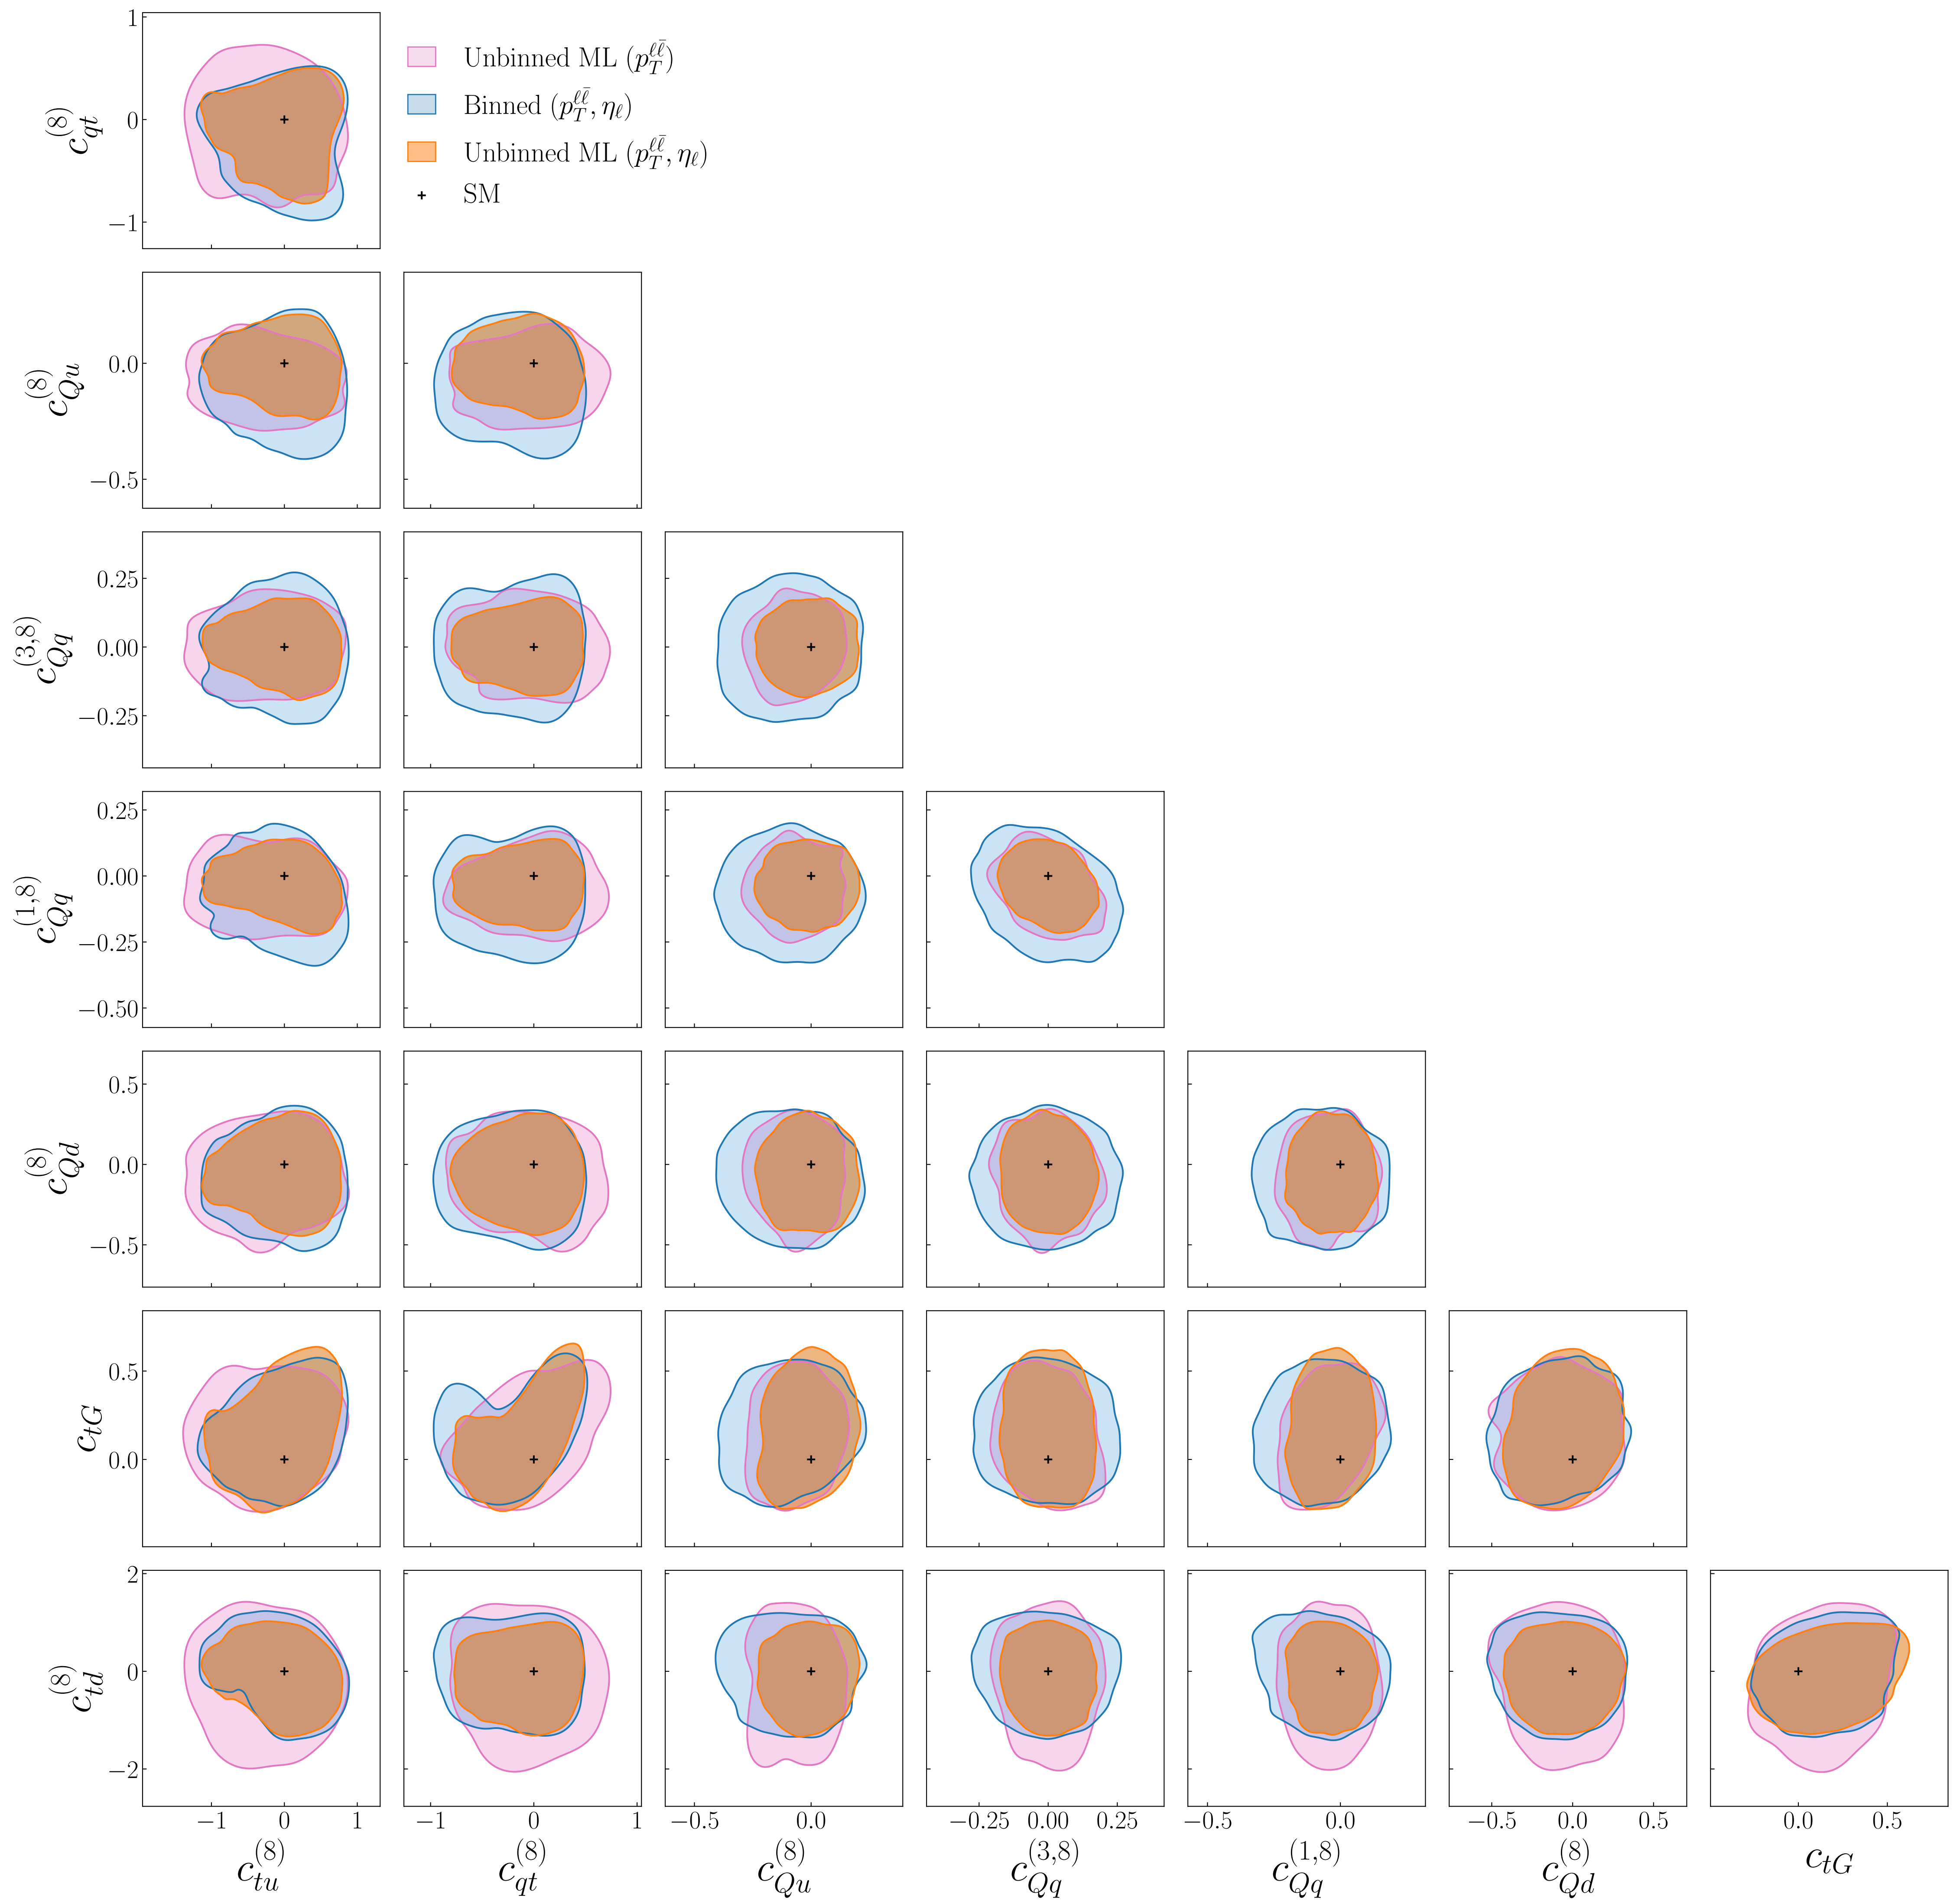 1
0
−1
c_{qt}^{(8)}
Unbinned ML (p_T^{ℓℓ̄})
Binned (p_T^{ℓℓ̄}, η_ℓ)
Unbinned ML (p_T^{ℓℓ̄}, η_ℓ)
SM
0.0
−0.5
c_{Qu}^{(8)}
0.25
0.00
−0.25
c_{Qq}^{(3,8)}
0.25
0.00
−0.25
−0.50
c_{Qq}^{(1,8)}
0.5
0.0
−0.5
c_{Qd}^{(8)}
0.5
0.0
c_{tG}
2
0
−2
c_{td}^{(8)}
−1 0 1 −1 0 1 −0.5 0.0 −0.25 0.00 0.25 −0.5 0.0 −0.5 0.0 0.5 0.0 0.5
c_{tu}^{(8)} c_{qt}^{(8)} c_{Qu}^{(8)} c_{Qq}^{(3,8)} c_{Qq}^{(1,8)} c_{Qd}^{(8)} c_{tG}